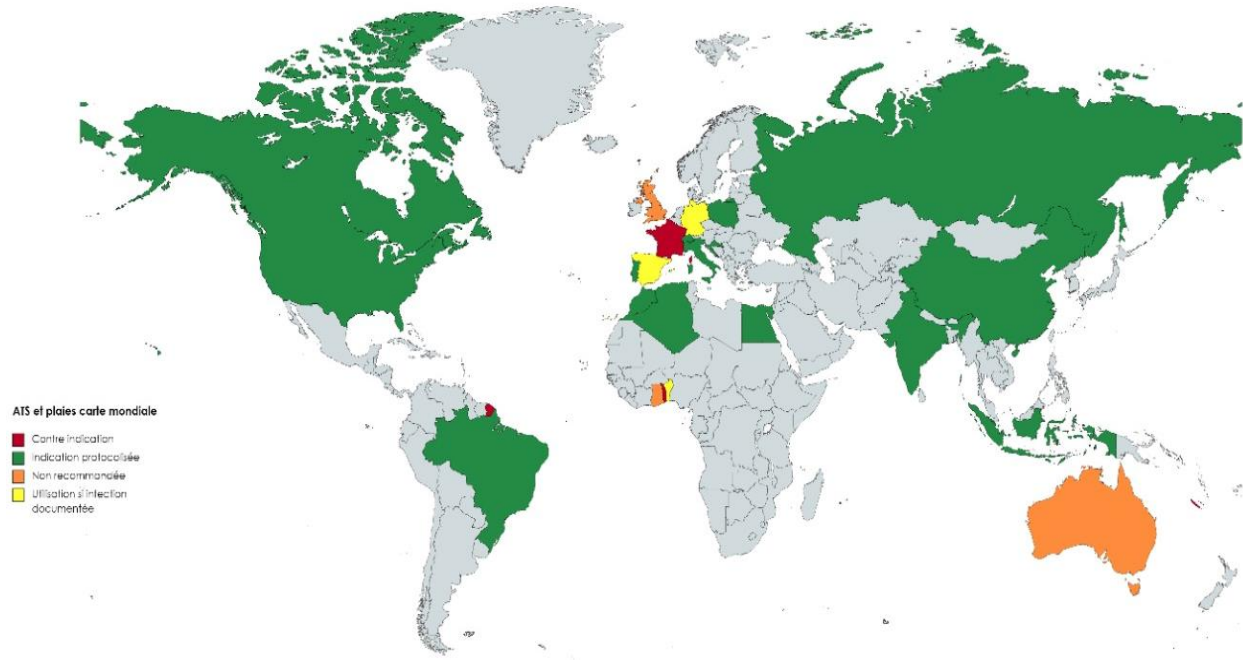 ATS et plaies carte mondiale
Contre indication
Indication protocolisée
Non recommandée
Utilisation si infection
documentée